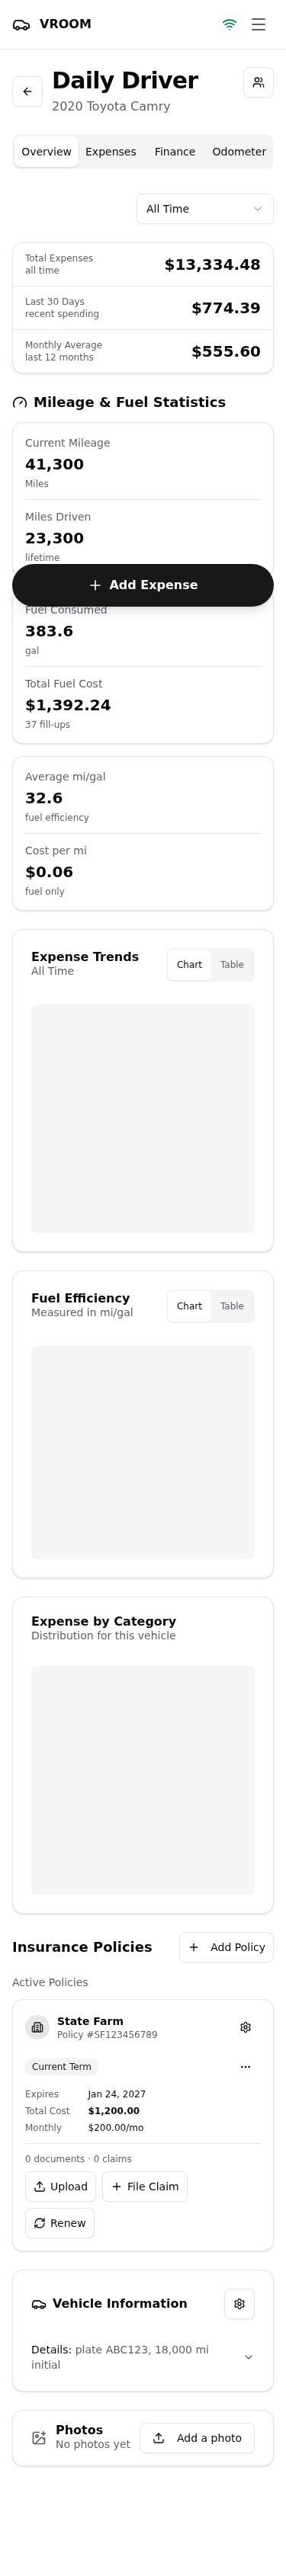 VROOM
Daily Driver
2020 Toyota Camry
Overview Expenses Finance Odometer
All Time
Total Expenses
all time
$13,334.48
Last 30 Days
recent spending
$774.39
Monthly Average
last 12 months
$555.60
Mileage & Fuel Statistics
Current Mileage
41,300
Miles
Miles Driven
23,300
lifetime
Add Expense
Fuel Consumed
383.6
gal
Total Fuel Cost
$1,392.24
37 fill-ups
Average mi/gal
32.6
fuel efficiency
Cost per mi
$0.06
fuel only
Expense Trends
All Time
Chart Table
Fuel Efficiency
Measured in mi/gal
Chart Table
Expense by Category
Distribution for this vehicle
Insurance Policies
Add Policy
Active Policies
State Farm
Policy #SF123456789
Current Term
Expires Jan 24, 2027
Total Cost $1,200.00
Monthly $200.00/mo
0 documents · 0 claims
Upload File Claim
Renew
Vehicle Information
Details: plate ABC123, 18,000 mi
initial
Photos
No photos yet
Add a photo